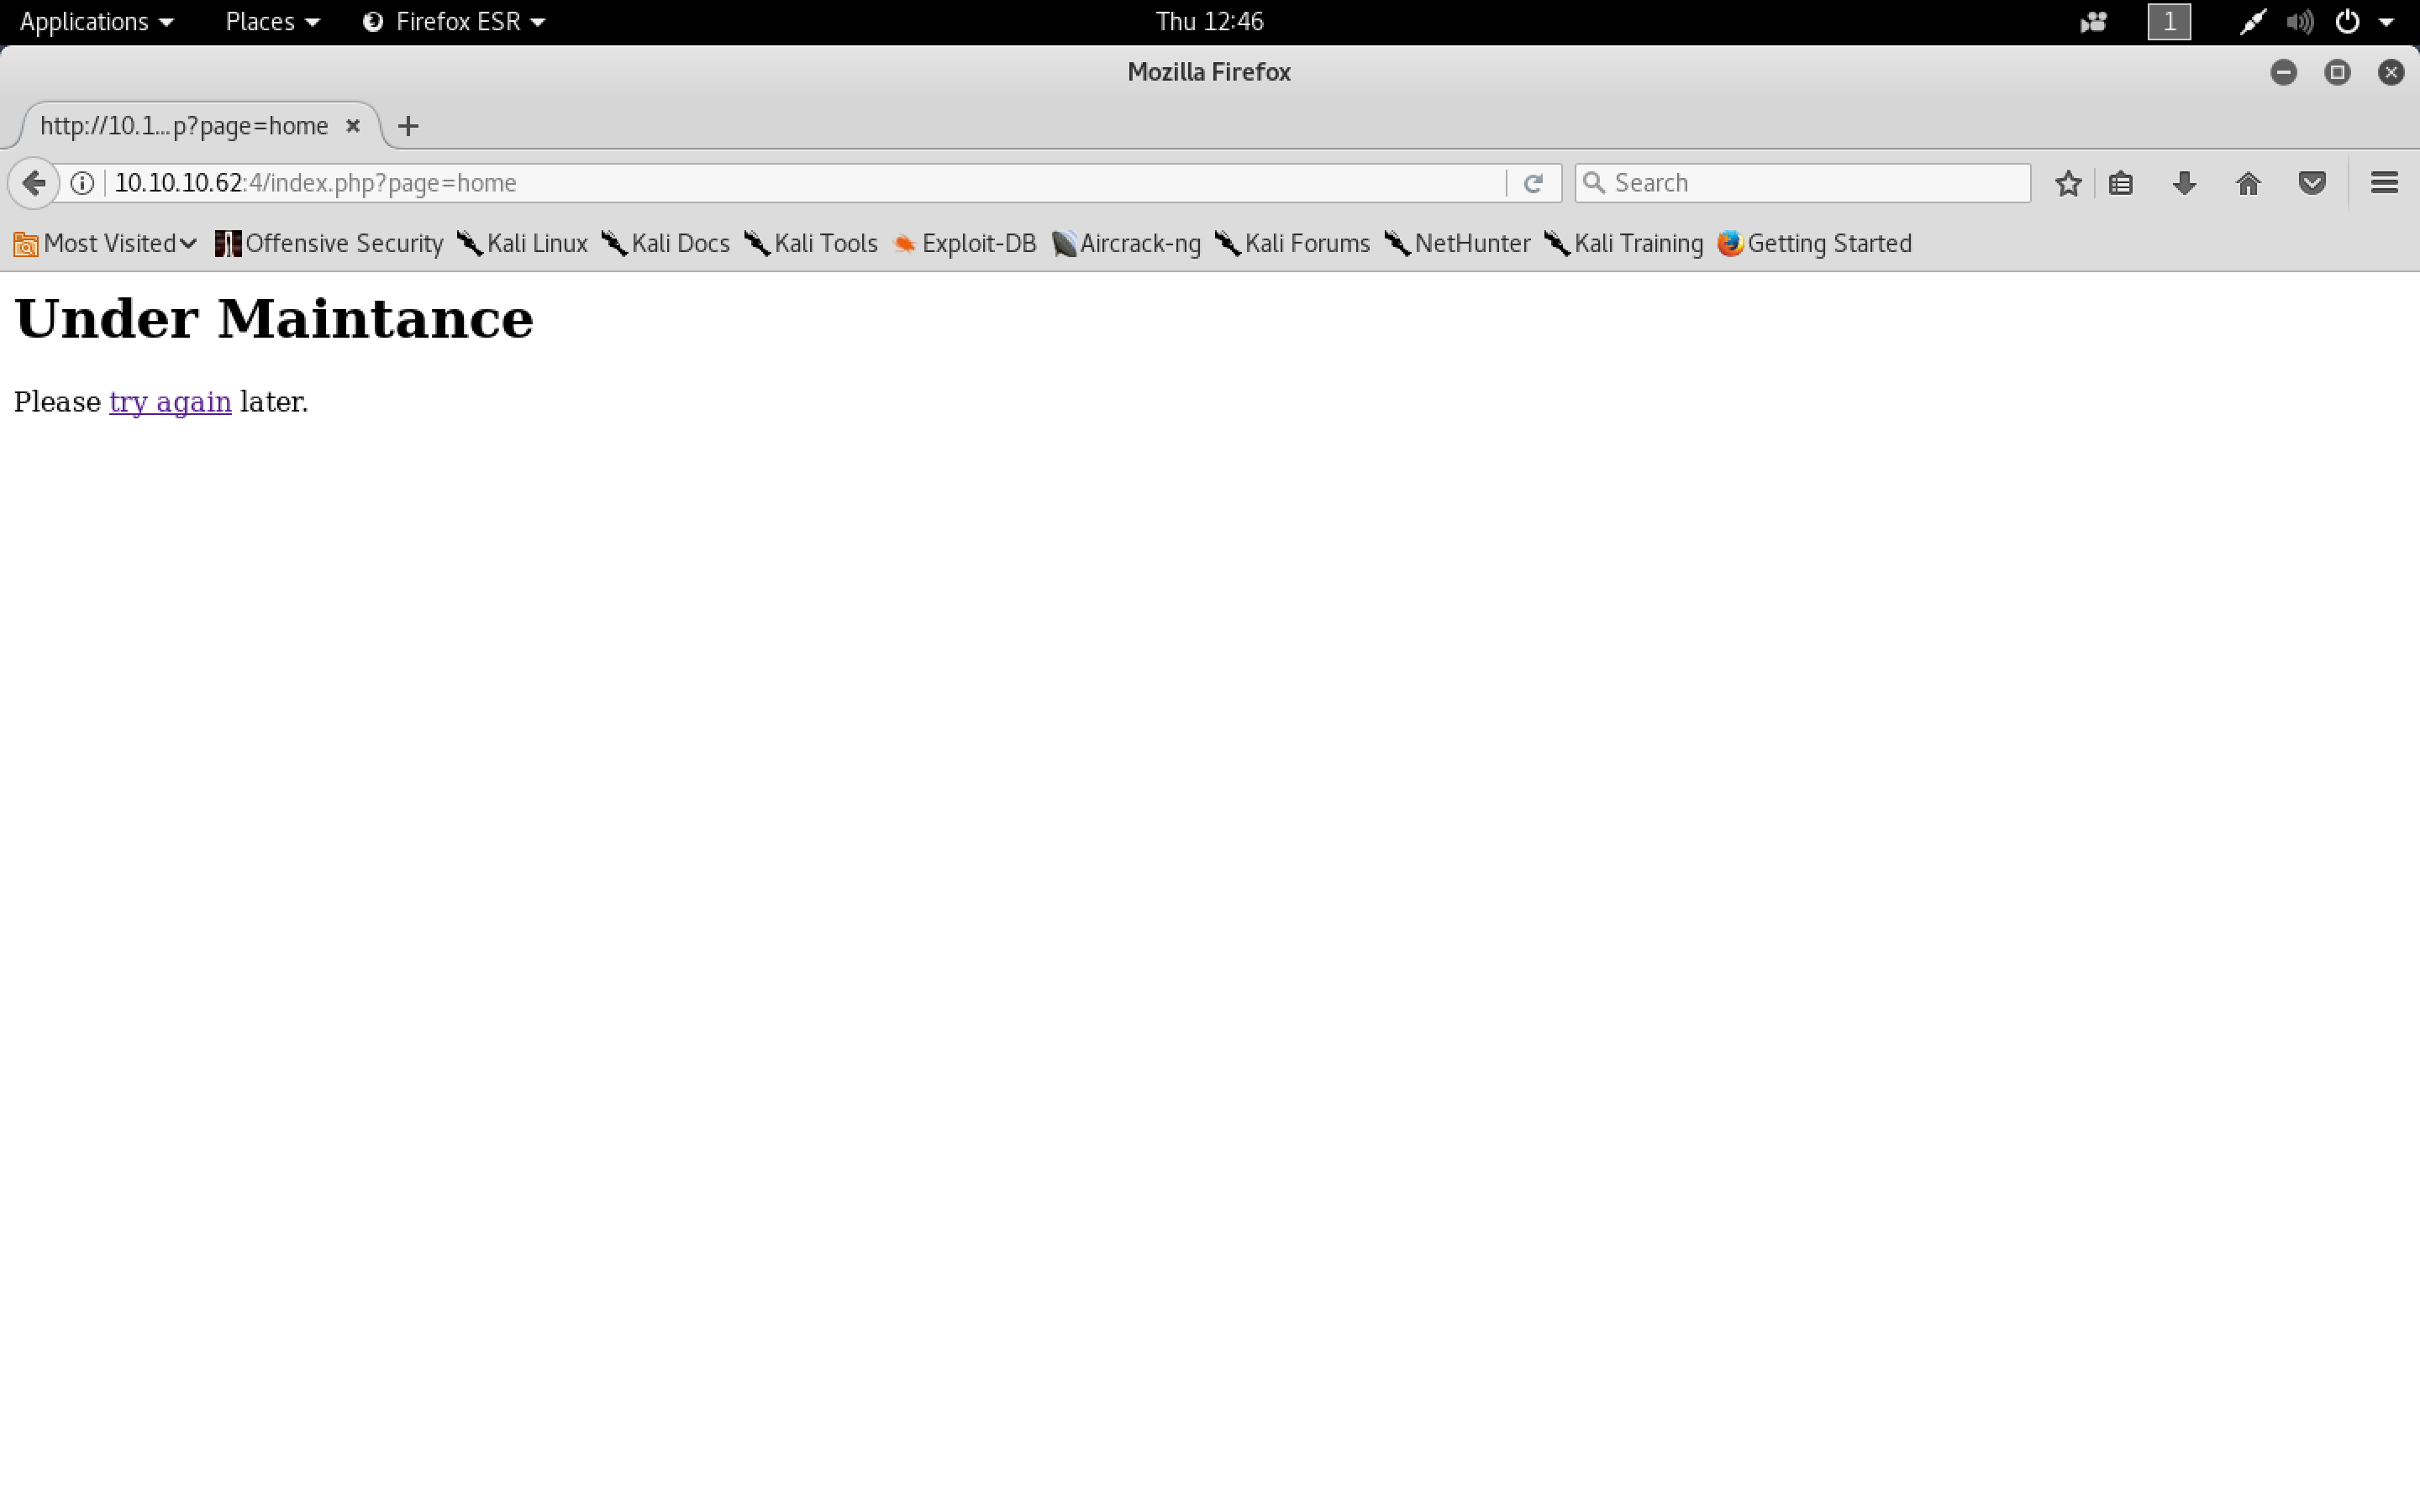 Applications Places Firefox ESR Thu 12:46 1
Mozilla Firefox
http://10.1...p?page=home
10.10.10.62:4/index.php?page=home Search
Most Visited Offensive Security Kali Linux Kali Docs Kali Tools Exploit-DB Aircrack-ng Kali Forums NetHunter Kali Training Getting Started
Under Maintance
Please try again later.